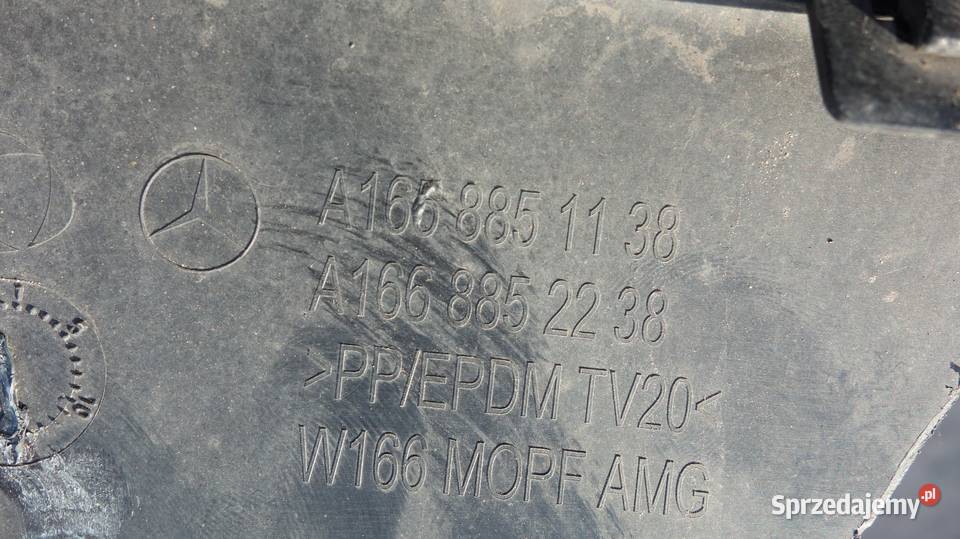 A166 885 11 38
A166 885 22 38
>PP/EPDM TV20<
W166 MOPF AMG
Sprzedajemy.pl